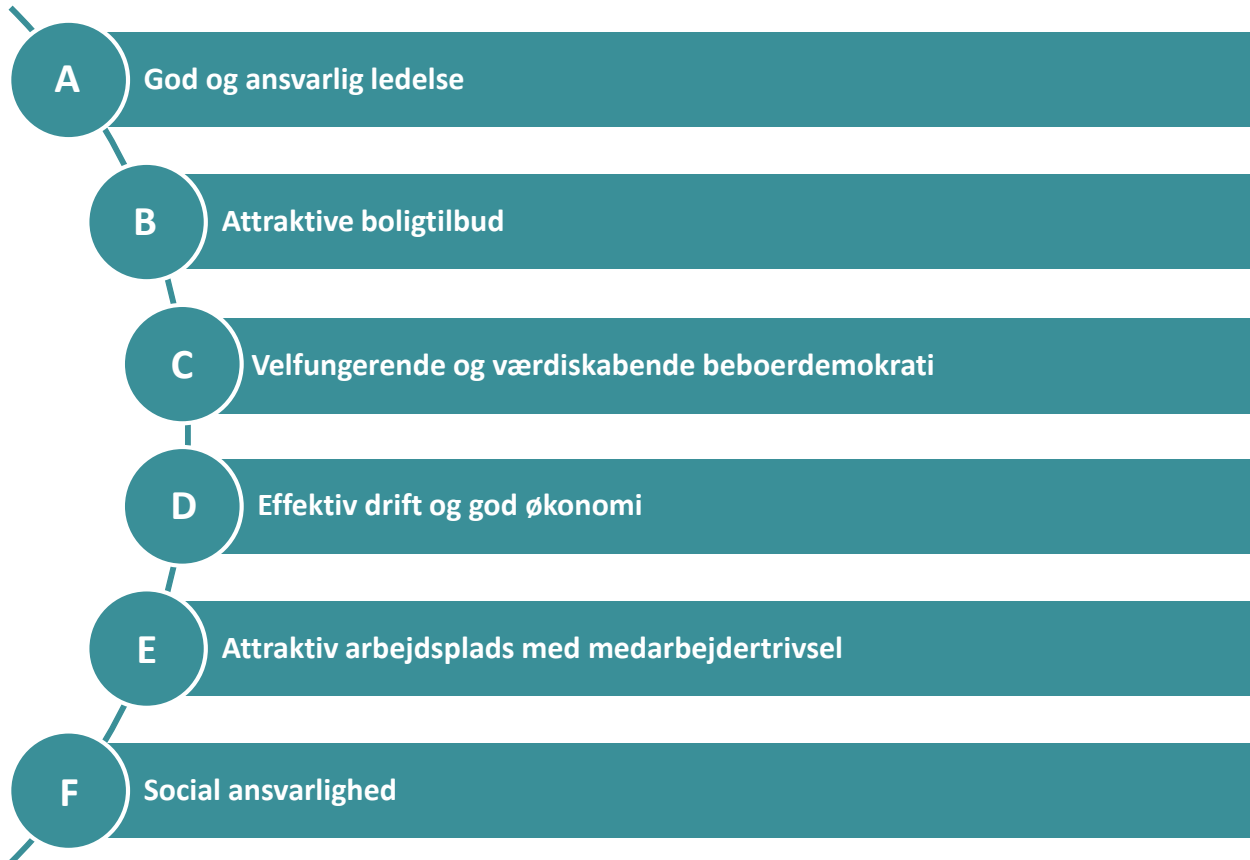 A
God og ansvarlig ledelse
B
Attraktive boligtilbud
C
Velfungerende og værdiskabende beboerdemokrati
D
Effektiv drift og god økonomi
E
Attraktiv arbejdsplads med medarbejdertrivsel
F
Social ansvarlighed